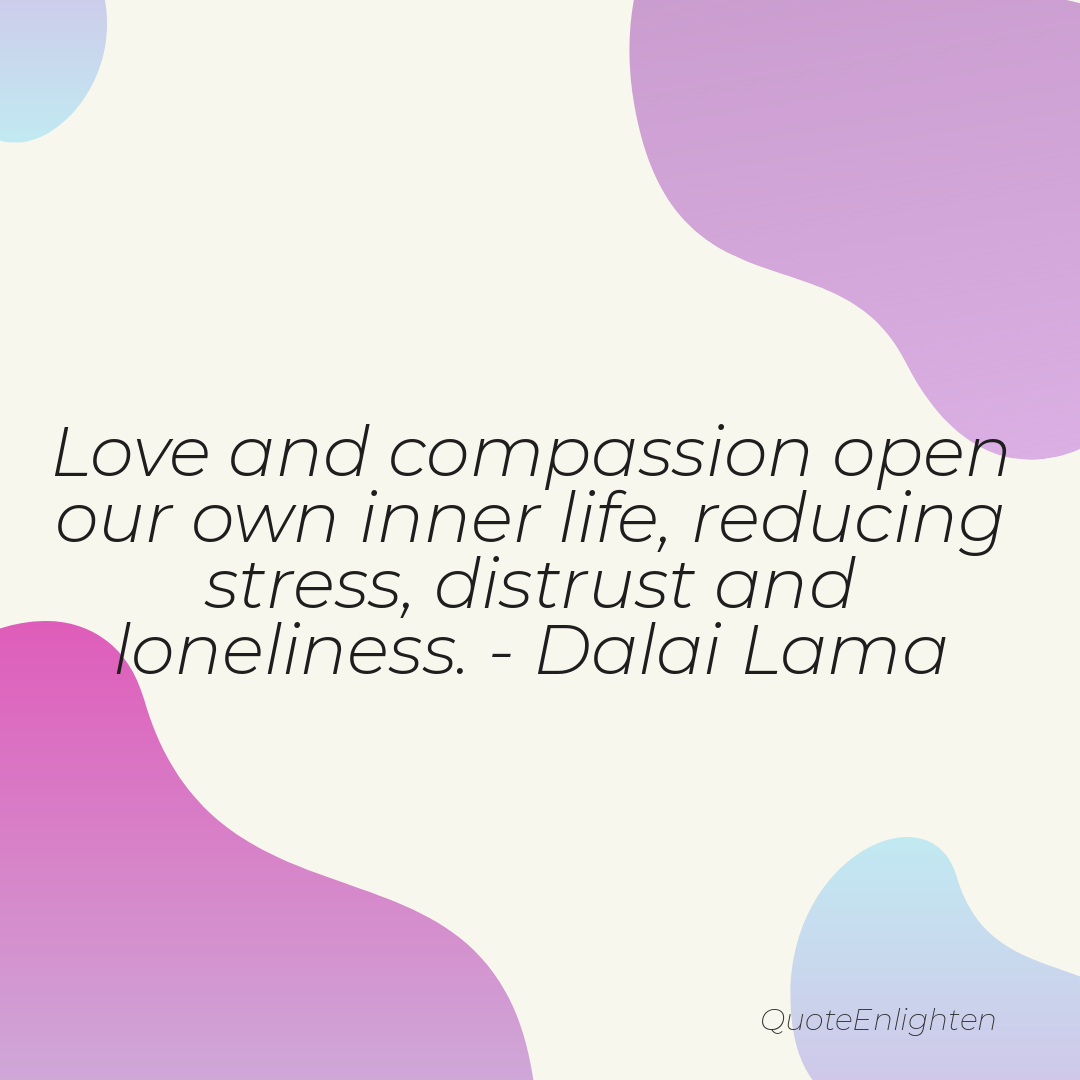 Love and compassion open
our own inner life, reducing
stress, distrust and
loneliness. - Dalai Lama
QuoteEnlighten